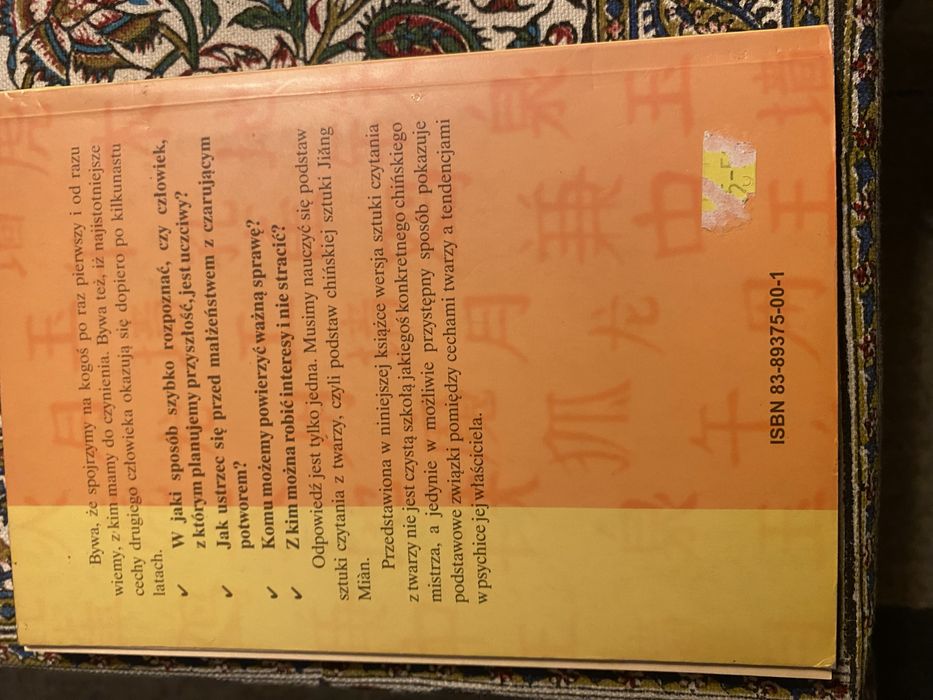 Bywa, że spojrzymy na kogoś po raz pierwszy i od razu
wiemy, z kim mamy do czynienia. Bywa też, iż najistotniejsze
cechy drugiego człowieka okazują się dopiero po kilkunastu
latach.
✔ W jaki sposób szybko rozpoznać, czy człowiek,
z którym planujemy przyszłość, jest uczciwy?
✔ Jak ustrzec się przed małżeństwem z czarującym
potworem?
✔ Komu możemy powierzyć ważną sprawę?
✔ Z kim można robić interesy i nie stracić?
Odpowiedź jest tylko jedna. Musimy nauczyć się podstaw
sztuki czytania z twarzy, czyli podstaw chińskiej sztuki Jiàng
Miàn.
Przedstawiona w niniejszej książce wersja sztuki czytania
z twarzy nie jest czystą szkołą jakiegoś konkretnego chińskiego
mistrza, a jedynie w możliwie przystępny sposób pokazuje
podstawowe związki pomiędzy cechami twarzy a tendencjami
w psychice jej właściciela.
ISBN 83-89375-00-1